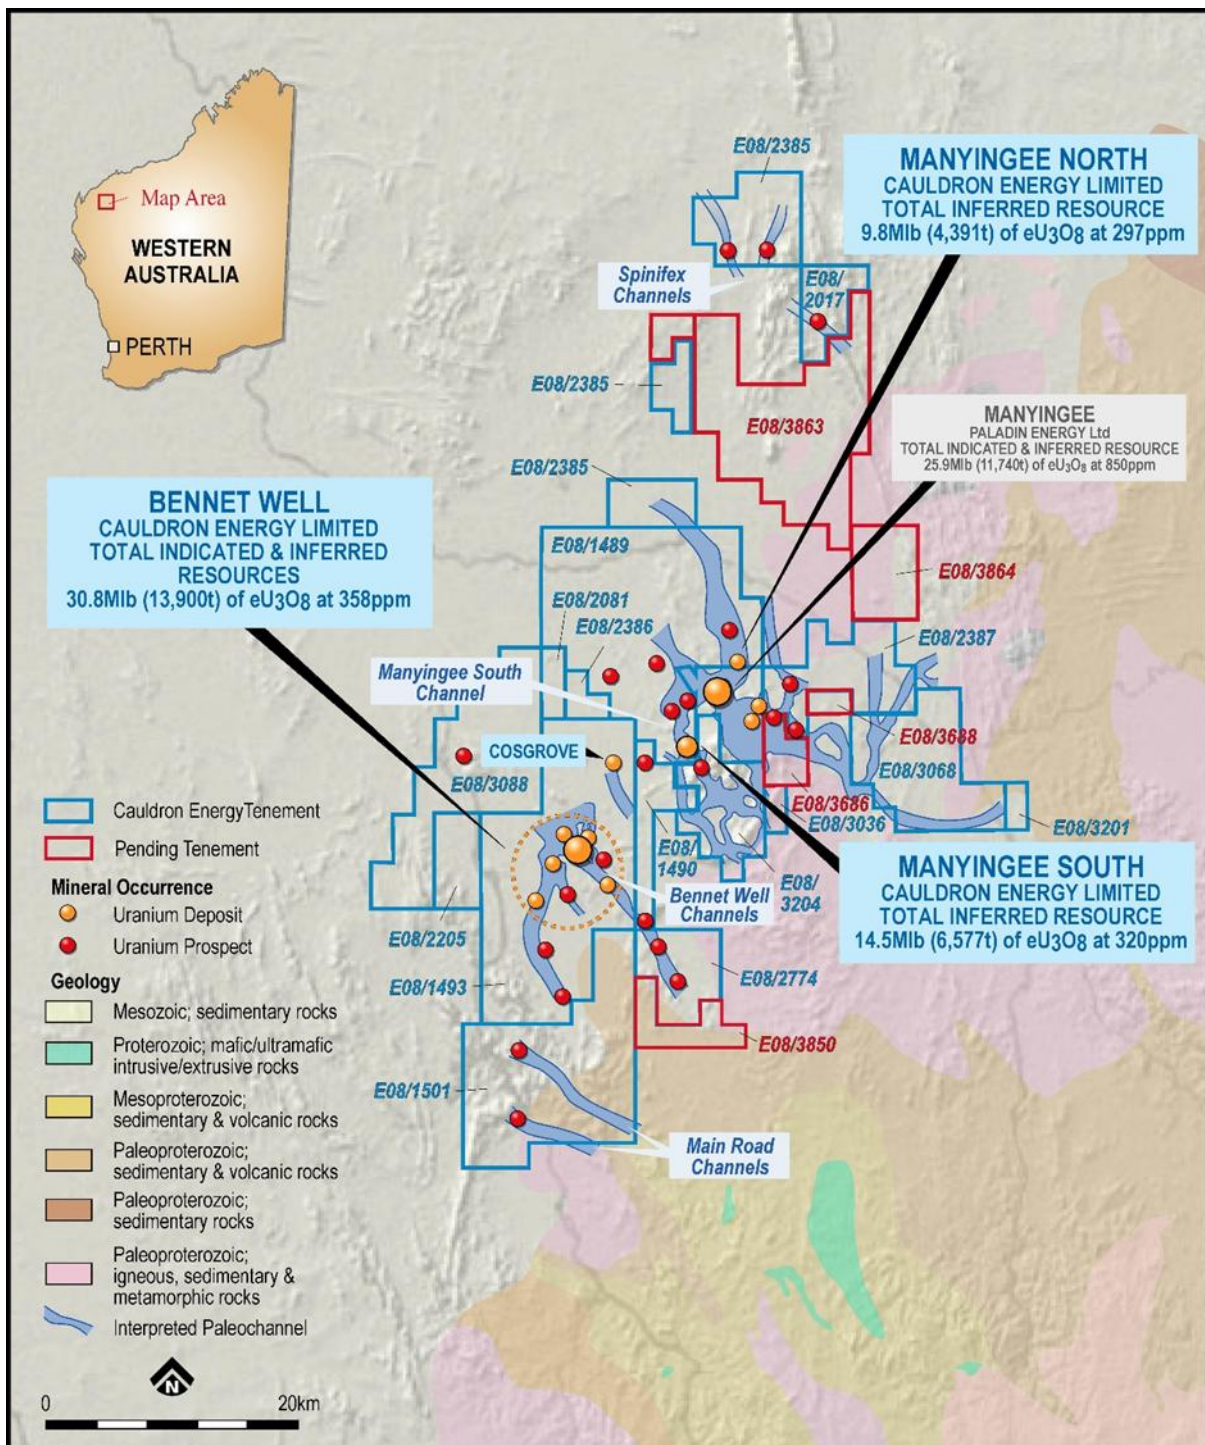 Map Area
WESTERN
AUSTRALIA
PERTH
E08/2385
MANYINGEE NORTH
CAULDRON ENERGY LIMITED
TOTAL INFERRED RESOURCE
9.8Mlb (4,391t) of eU3O8 at 297ppm
Spinifex
Channels
E08/
2017
E08/2385
E08/3863
MANYINGEE
PALADIN ENERGY Ltd
TOTAL INDICATED & INFERRED RESOURCE
25.9Mlb (11,740t) of eU3O8 at 850ppm
E08/2385
BENNET WELL
CAULDRON ENERGY LIMITED
TOTAL INDICATED & INFERRED
RESOURCES
30.8Mlb (13,900t) of eU3O8 at 358ppm
E08/1489
E08/3864
E08/2081
E08/2386
E08/2387
Manyingee South
Channel
COSGROVE
E08/3688
E08/3088
E08/3068
E08/3686
E08/3036
E08/3201
E08/
1490
E08/
3204
Bennet Well
Channels
MANYINGEE SOUTH
CAULDRON ENERGY LIMITED
TOTAL INFERRED RESOURCE
14.5Mlb (6,577t) of eU3O8 at 320ppm
E08/2205
E08/1493
E08/2774
E08/3850
E08/1501
Main Road
Channels
Cauldron EnergyTenement
Pending Tenement
Mineral Occurrence
Uranium Deposit
Uranium Prospect
Geology
Mesozoic; sedimentary rocks
Proterozoic; mafic/ultramafic
intrusive/extrusive rocks
Mesoproterozoic;
sedimentary & volcanic rocks
Paleoproterozoic;
sedimentary & volcanic rocks
Paleoproterozoic;
sedimentary rocks
Paleoproterozoic;
igneous, sedimentary &
metamorphic rocks
Interpreted Paleochannel
N
0 20km